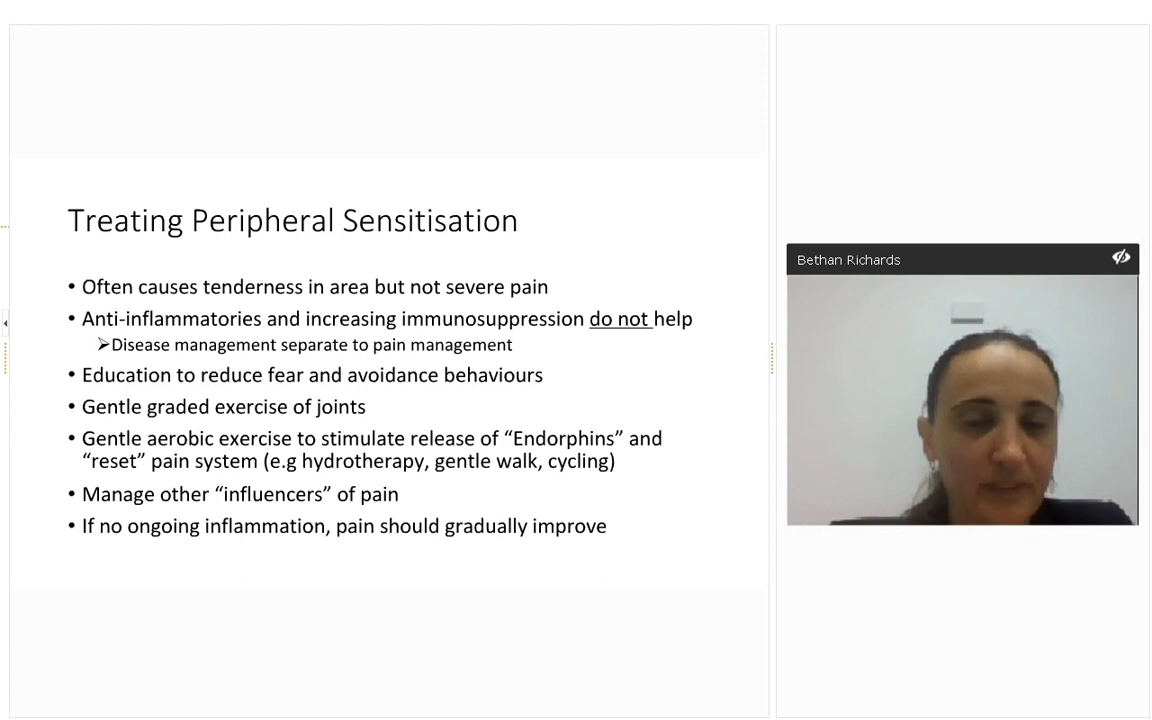 Treating Peripheral Sensitisation
• Often causes tenderness in area but not severe pain
• Anti-inflammatories and increasing immunosuppression do not help
➢Disease management separate to pain management
• Education to reduce fear and avoidance behaviours
• Gentle graded exercise of joints
• Gentle aerobic exercise to stimulate release of “Endorphins” and
“reset” pain system (e.g hydrotherapy, gentle walk, cycling)
• Manage other “influencers” of pain
• If no ongoing inflammation, pain should gradually improve
Bethan Richards